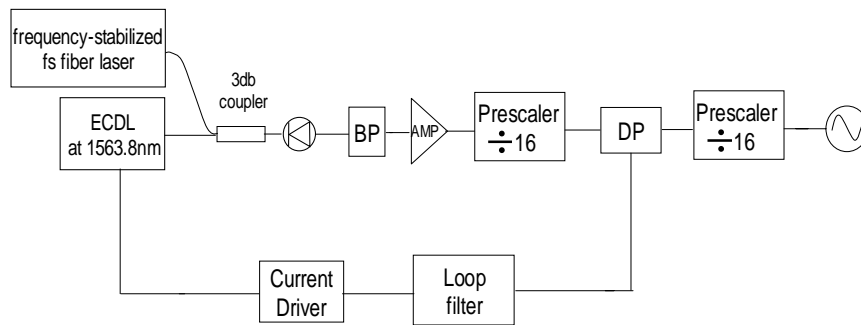 frequency-stabilized
fs fiber laser
3db
coupler
ECDL
at 1563.8nm
BP
AMP
Prescaler
÷16
DP
Prescaler
÷16
Current
Driver
Loop
filter